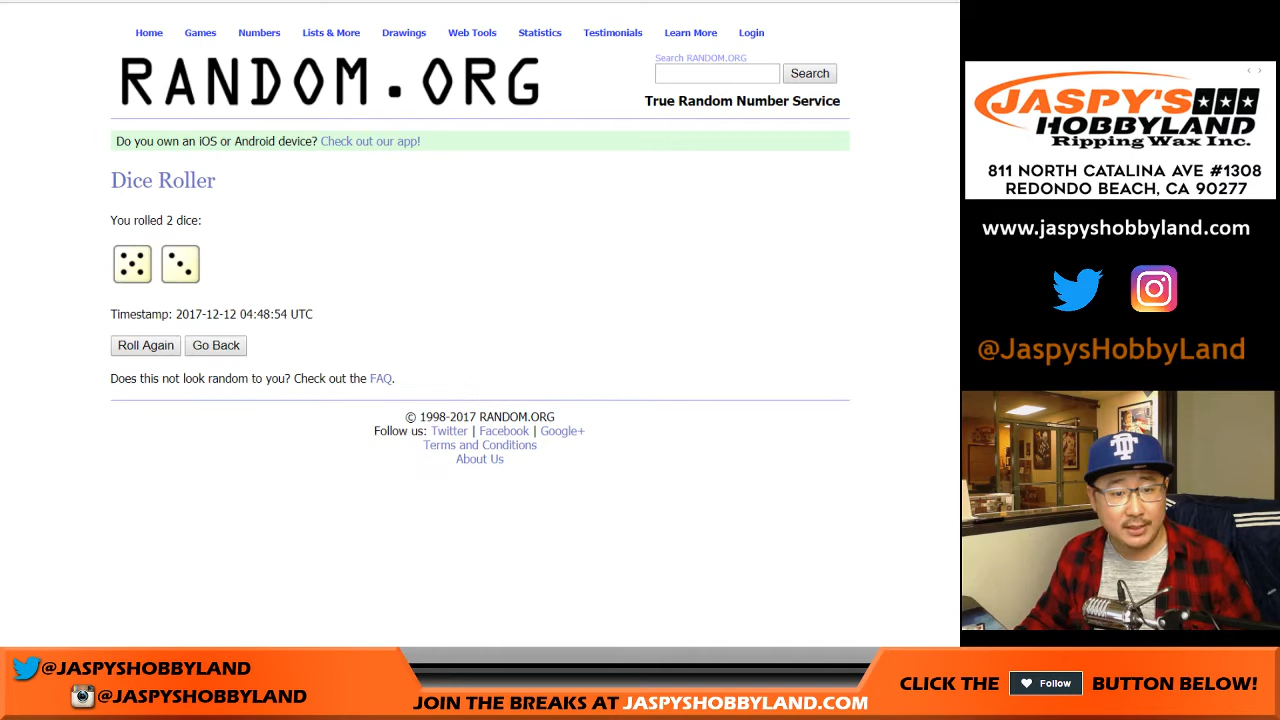 Home Games Numbers Lists & More Drawings Web Tools Statistics Testimonials Learn More Login
RANDOM.ORG
Search RANDOM.ORG
Search
True Random Number Service
Do you own an iOS or Android device? Check out our app!
Dice Roller
You rolled 2 dice:
Timestamp: 2017-12-12 04:48:54 UTC
Roll Again Go Back
Does this not look random to you? Check out the FAQ.
© 1998-2017 RANDOM.ORG
Follow us: Twitter | Facebook | Google+
Terms and Conditions
About Us
JASPY'S
HOBBYLAND
Ripping Wax Inc.
811 NORTH CATALINA AVE #1308
REDONDO BEACH, CA 90277
www.jaspyshobbyland.com
@JaspysHobbyLand
@JASPYSHOBBYLAND
@JASPYSHOBBYLAND
JOIN THE BREAKS AT JASPYSHOBBYLAND.COM
CLICK THE Follow BUTTON BELOW!